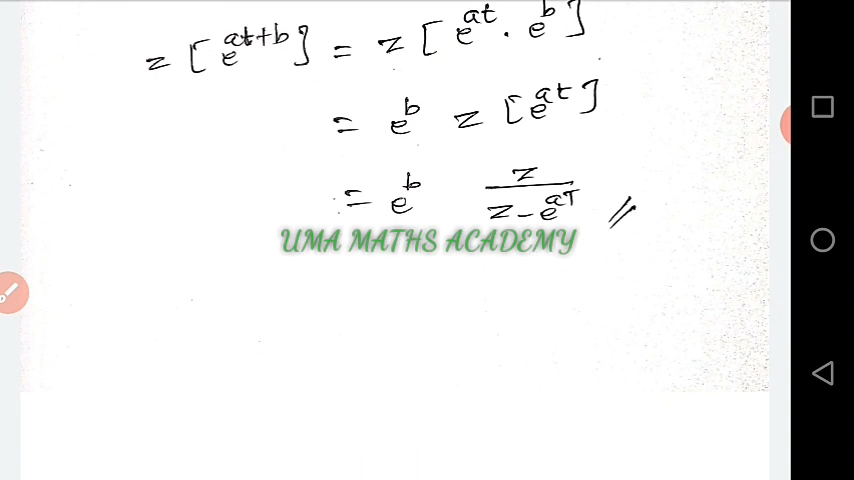 z [e^{at+b}] = z [e^{at} . e^b]
= e^b z [e^{at}]
= e^b z/(z-e^{aT}) //
UMA MATHS ACADEMY